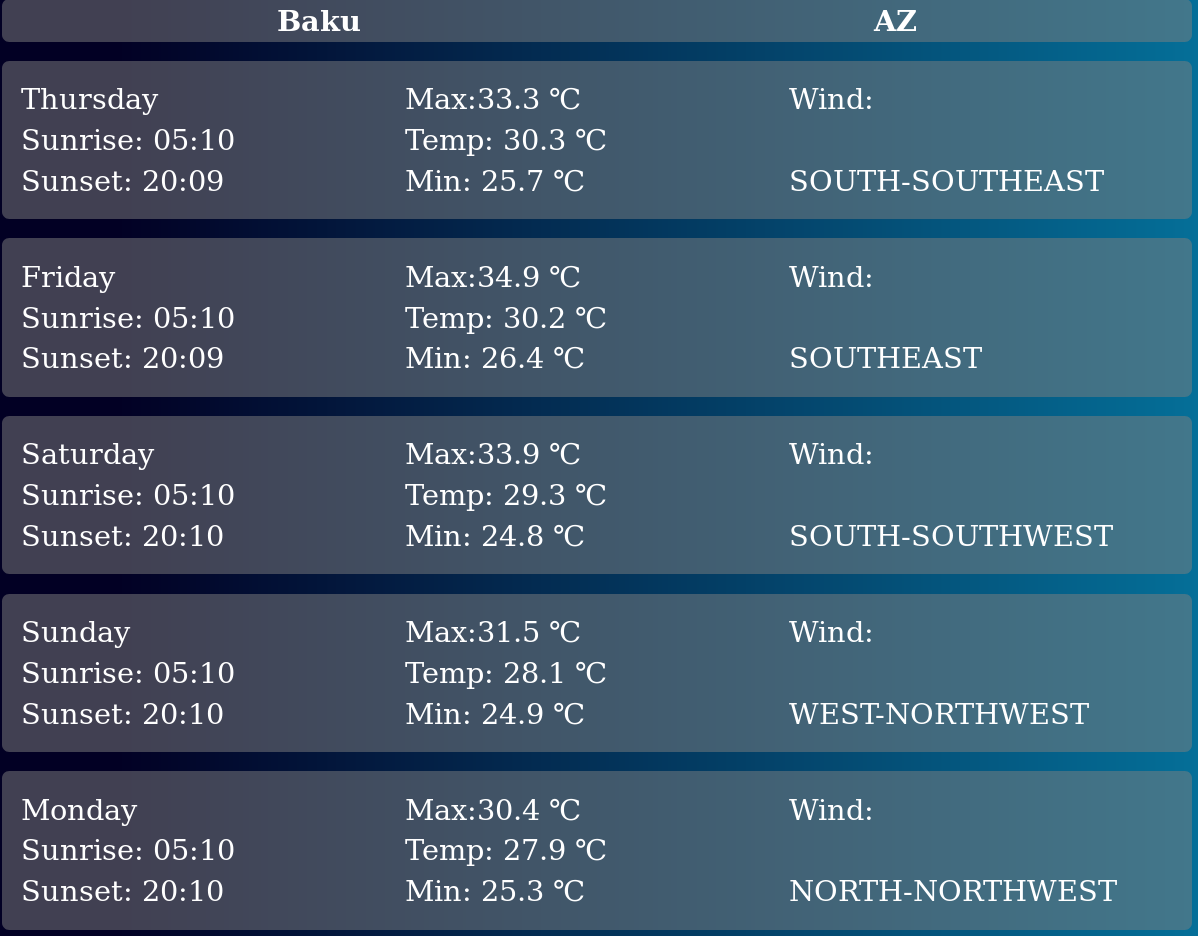 Baku AZ
Thursday Max:33.3 ℃ Wind:
Sunrise: 05:10 Temp: 30.3 ℃
Sunset: 20:09 Min: 25.7 ℃ SOUTH-SOUTHEAST
Friday Max:34.9 ℃ Wind:
Sunrise: 05:10 Temp: 30.2 ℃
Sunset: 20:09 Min: 26.4 ℃ SOUTHEAST
Saturday Max:33.9 ℃ Wind:
Sunrise: 05:10 Temp: 29.3 ℃
Sunset: 20:10 Min: 24.8 ℃ SOUTH-SOUTHWEST
Sunday Max:31.5 ℃ Wind:
Sunrise: 05:10 Temp: 28.1 ℃
Sunset: 20:10 Min: 24.9 ℃ WEST-NORTHWEST
Monday Max:30.4 ℃ Wind:
Sunrise: 05:10 Temp: 27.9 ℃
Sunset: 20:10 Min: 25.3 ℃ NORTH-NORTHWEST